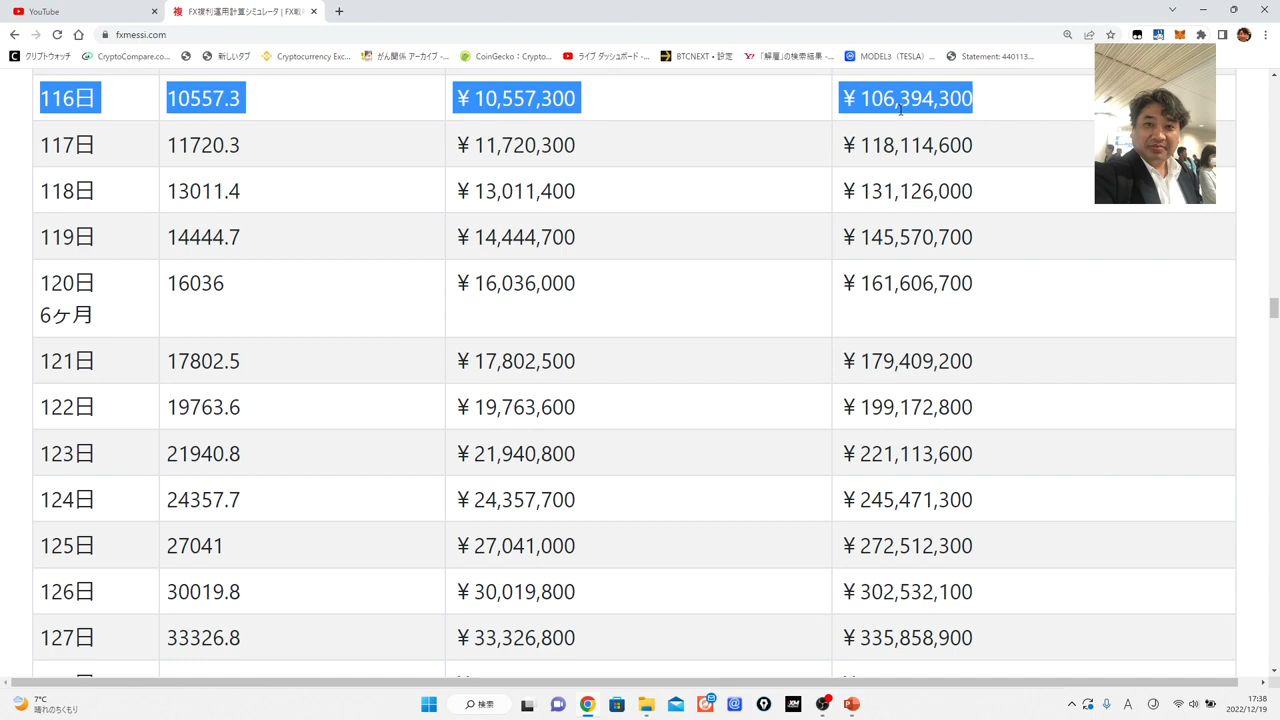 YouTube
複 FX複利運用計算シミュレータ | FX戦
fxmessi.com
クリプトウォッチ
CryptoCompare.co...
新しいタブ
Cryptocurrency Exc...
がん関係 アーカイブ -...
CoinGecko : Crypto...
ライブ ダッシュボード -...
BTCNEXT • 設定
「解雇」の検索結果 -...
MODEL3（TESLA）...
Statement: 440113...
116日 10557.3 ¥ 10,557,300 ¥ 106,394,300
117日 11720.3 ¥ 11,720,300 ¥ 118,114,600
118日 13011.4 ¥ 13,011,400 ¥ 131,126,000
119日 14444.7 ¥ 14,444,700 ¥ 145,570,700
120日 16036 ¥ 16,036,000 ¥ 161,606,700
6ヶ月
121日 17802.5 ¥ 17,802,500 ¥ 179,409,200
122日 19763.6 ¥ 19,763,600 ¥ 199,172,800
123日 21940.8 ¥ 21,940,800 ¥ 221,113,600
124日 24357.7 ¥ 24,357,700 ¥ 245,471,300
125日 27041 ¥ 27,041,000 ¥ 272,512,300
126日 30019.8 ¥ 30,019,800 ¥ 302,532,100
127日 33326.8 ¥ 33,326,800 ¥ 335,858,900
7°C
晴れのちくもり
検索
XM
A
17:38
2022/12/19